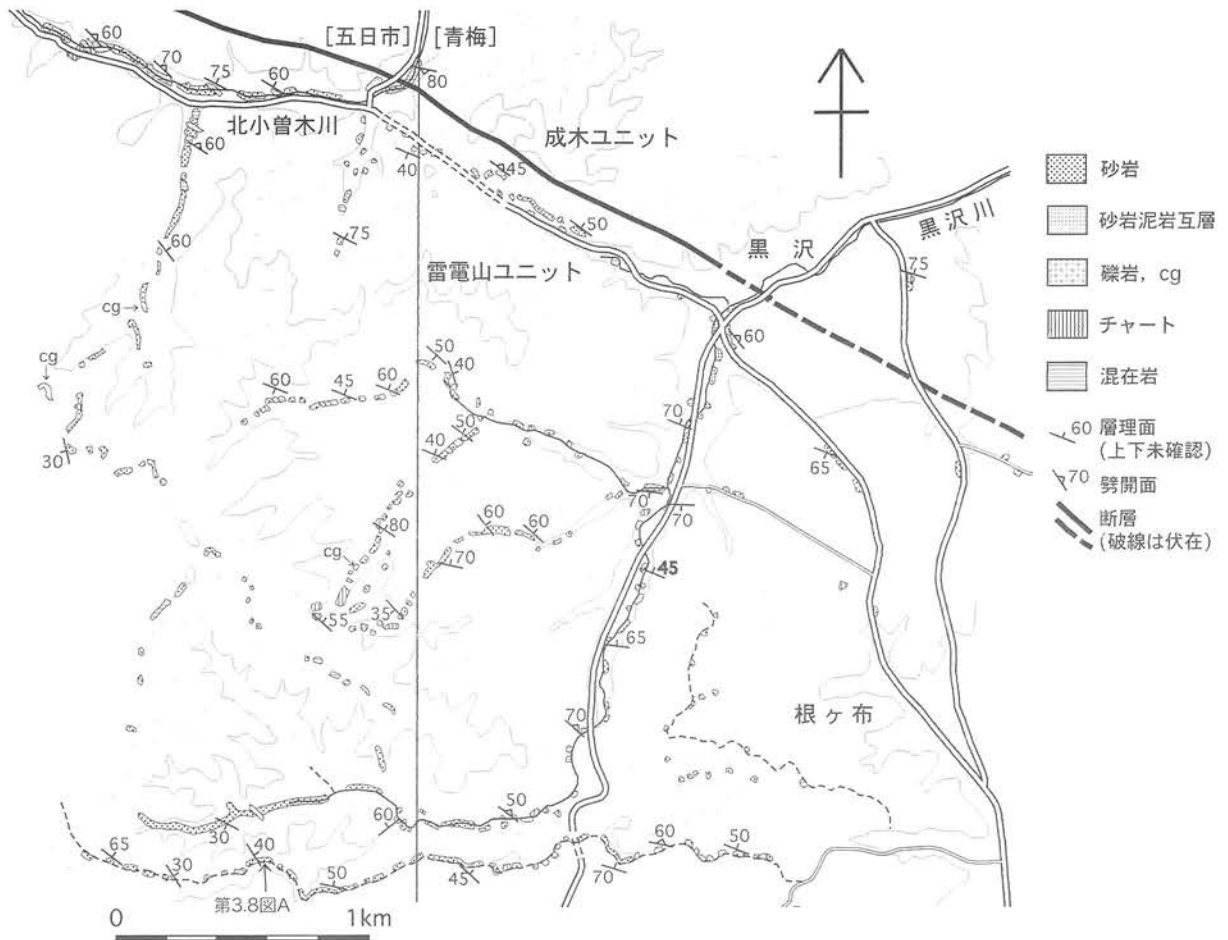 [五日市] [青梅]
60
70
75
60
80
北小曽木川
成木ユニット
60
40
45
50
75
60
雷電山ユニット
黒沢
黒沢川
75
cg
60
cg
50
40
60
45
60
50
40
30
70
65
70
70
60
60
80
cg
70
45
55
35
65
70
根ヶ布
60
50
30
65
40
30
50
45
60
50
70
第3.8図A
0 1km
砂岩
砂岩泥岩互層
礫岩, cg
チャート
混在岩
60 層理面
(上下未確認)
70 劈開面
断層
(破線は伏在)